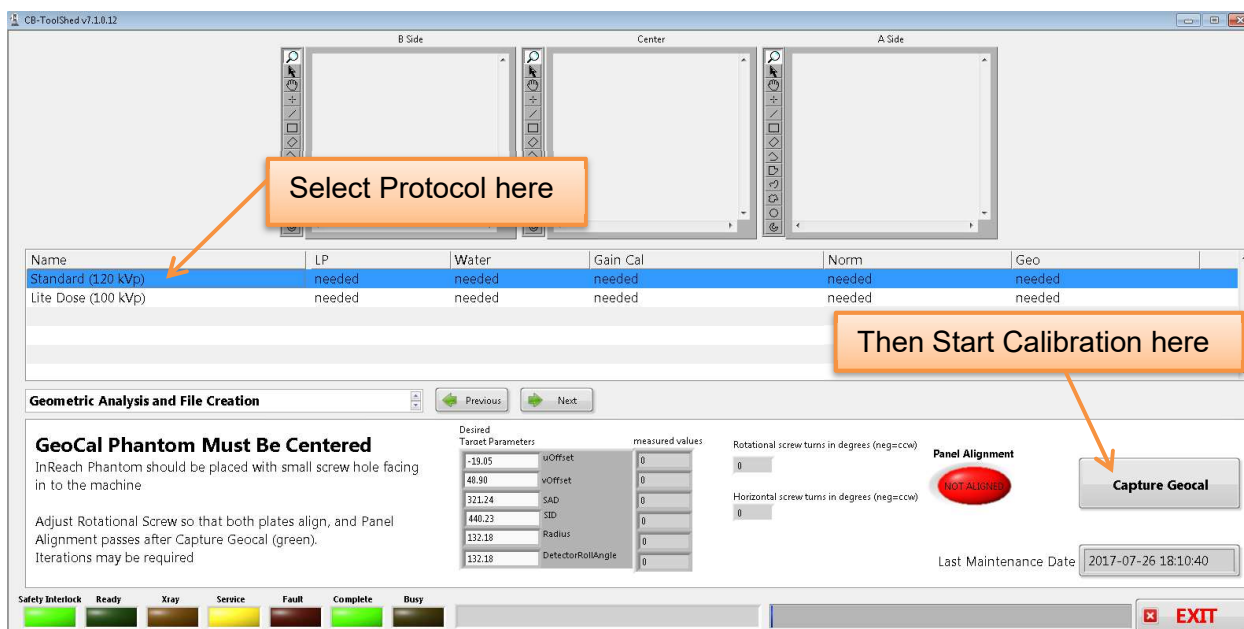 CB-ToolShed v7.1.0.12
B Side
Center
A Side
Select Protocol here
Name LP Water Gain Cal Norm Geo
Standard (120 kVp) needed needed needed needed needed
Lite Dose (100 kVp) needed needed needed needed needed
Then Start Calibration here
Geometric Analysis and File Creation
Previous
Next
GeoCal Phantom Must Be Centered
InReach Phantom should be placed with small screw hole facing
in to the machine
Adjust Rotational Screw so that both plates align, and Panel
Alignment passes after Capture Geocal (green).
Iterations may be required
Desired
Target Parameters measured values
-19.05 uOffset 0
48.90 vOffset 0
321.24 SAD 0
440.23 SID 0
132.18 Radius 0
132.18 DetectorRollAngle 0
Rotational screw turns in degrees (neg=ccw)
0
Horizontal screw turns in degrees (neg=ccw)
0
Panel Alignment
NOT ALIGNED
Capture Geocal
Last Maintenance Date 2017-07-26 18:10:40
Safety Interlock Ready Xray Service Fault Complete Busy
EXIT